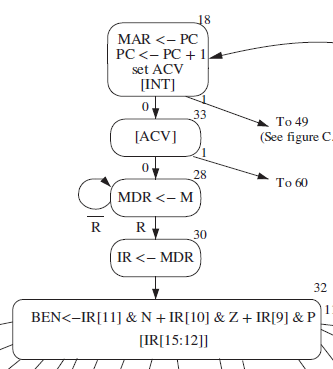 18
MAR <– PC
PC <– PC + 1
set ACV
[INT]
0
1
33
To 49
(See figure C.
[ACV]
0
1
28
To 60
MDR <– M
R
R
30
IR <– MDR
32
BEN<–IR[11] & N + IR[10] & Z + IR[9] & P
[IR[15:12]]